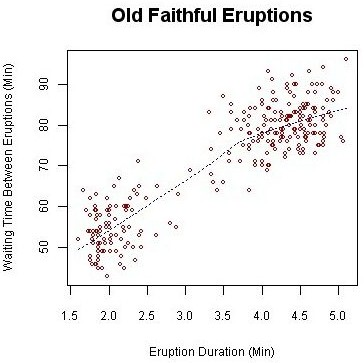 Old Faithful Eruptions
Waiting Time Between Eruptions (Min)
90
80
70
60
50
1.5 2.0 2.5 3.0 3.5 4.0 4.5 5.0
Eruption Duration (Min)